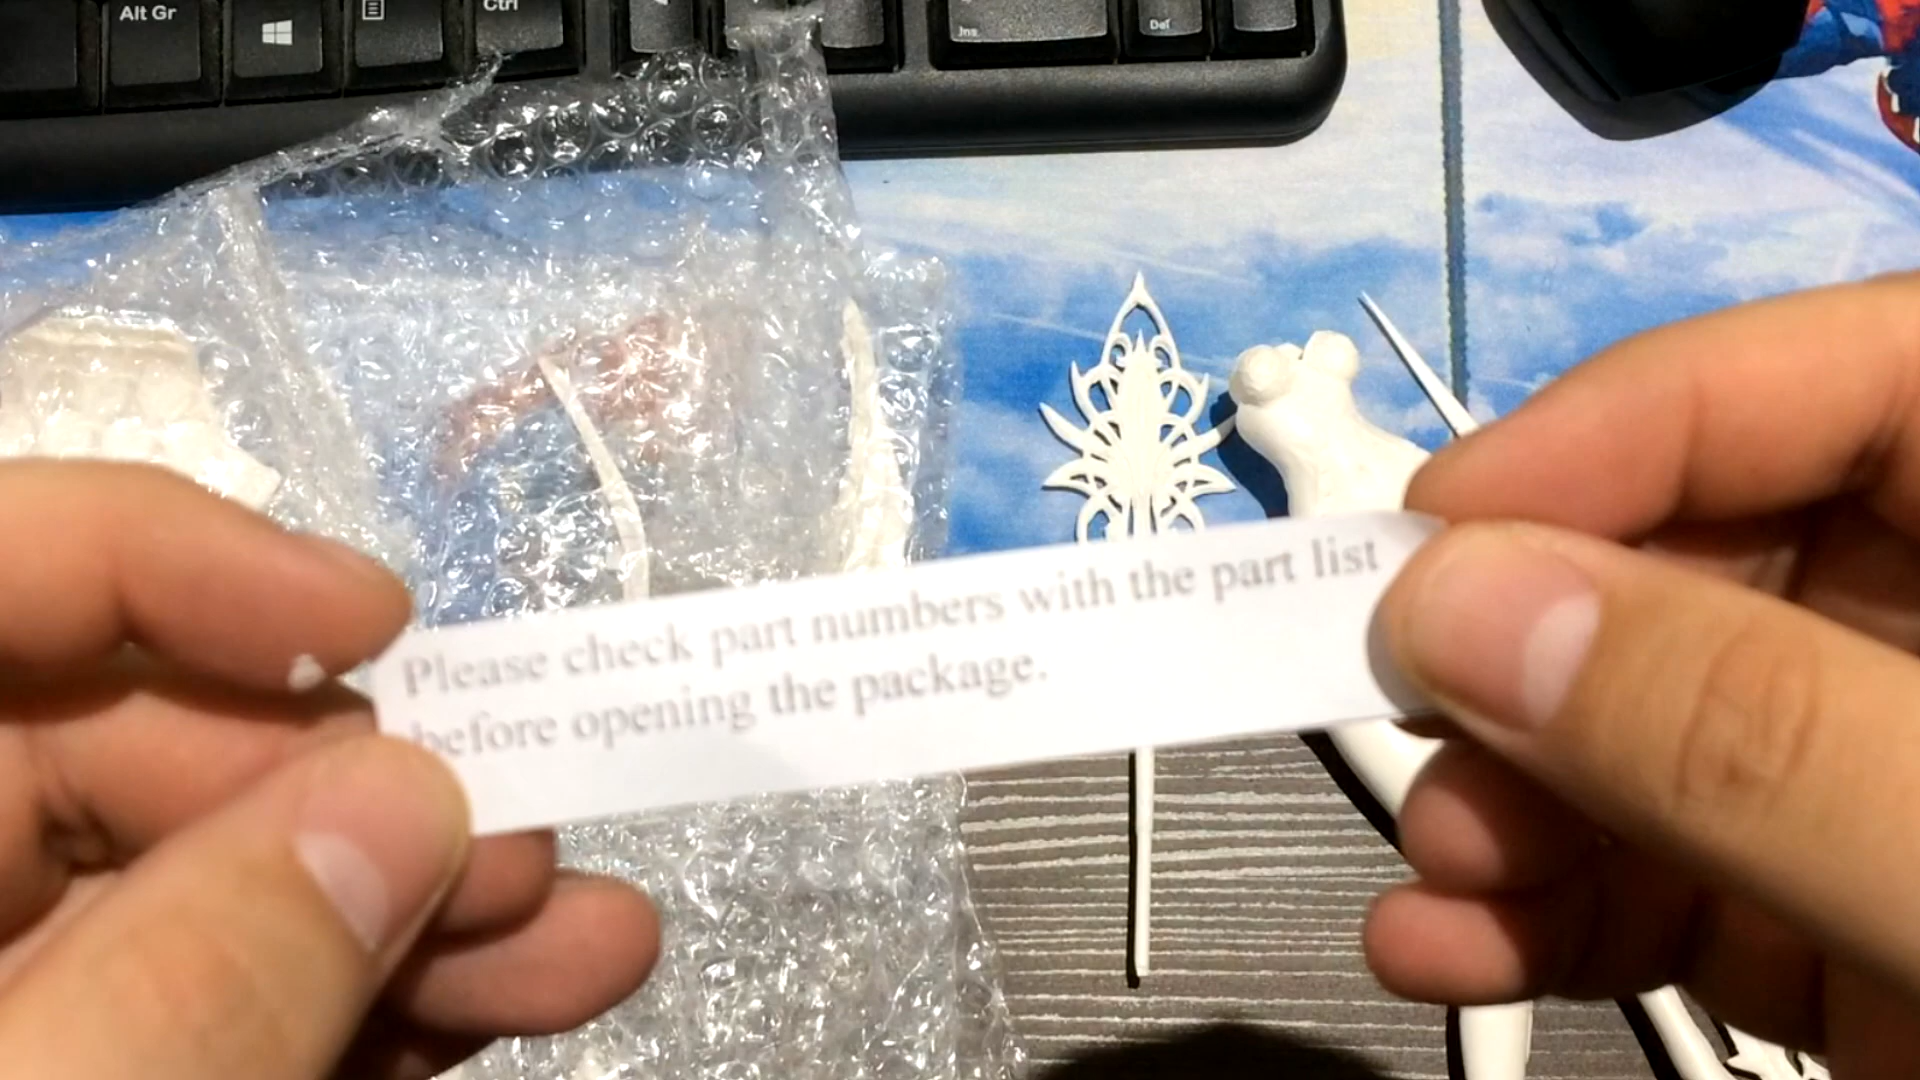 Alt Gr
Ctrl
Ins
Del
Please check part numbers with the part list
before opening the package.